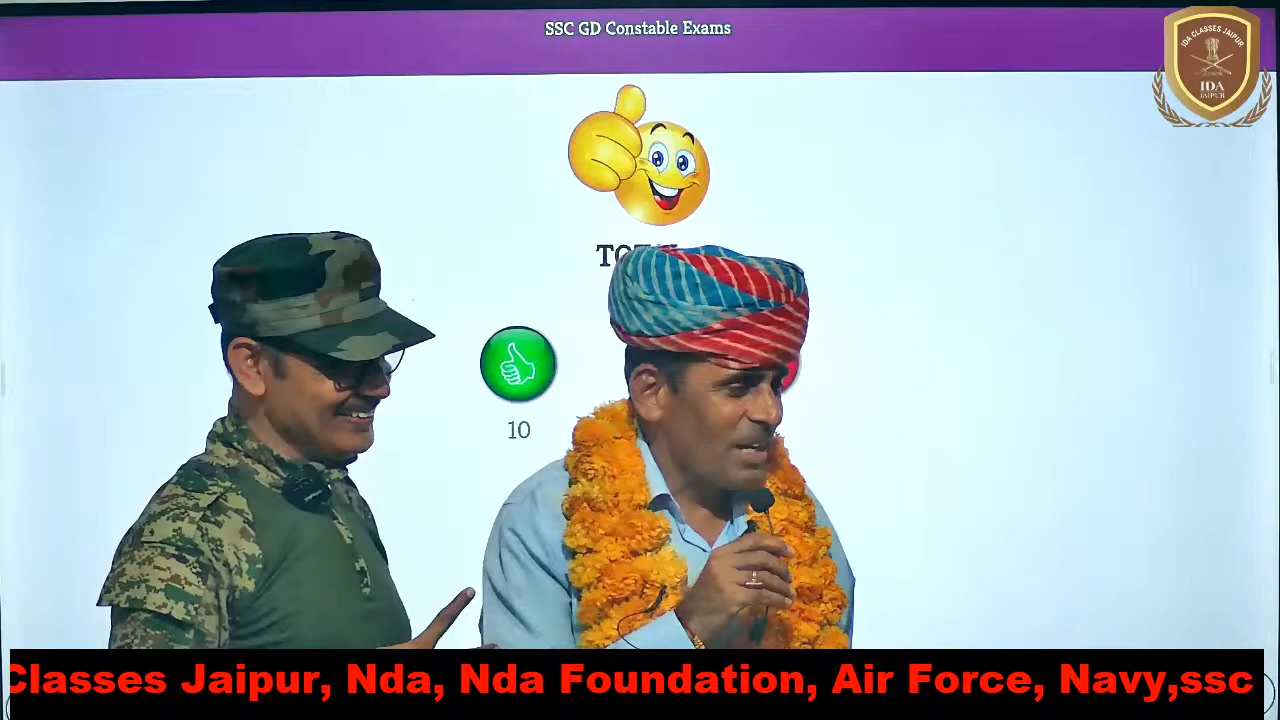 SSC GD Constable Exams
IDA CLASSES JAIPUR
IDA
JAIPUR
10
Classes Jaipur, Nda, Nda Foundation, Air Force, Navy,ssc